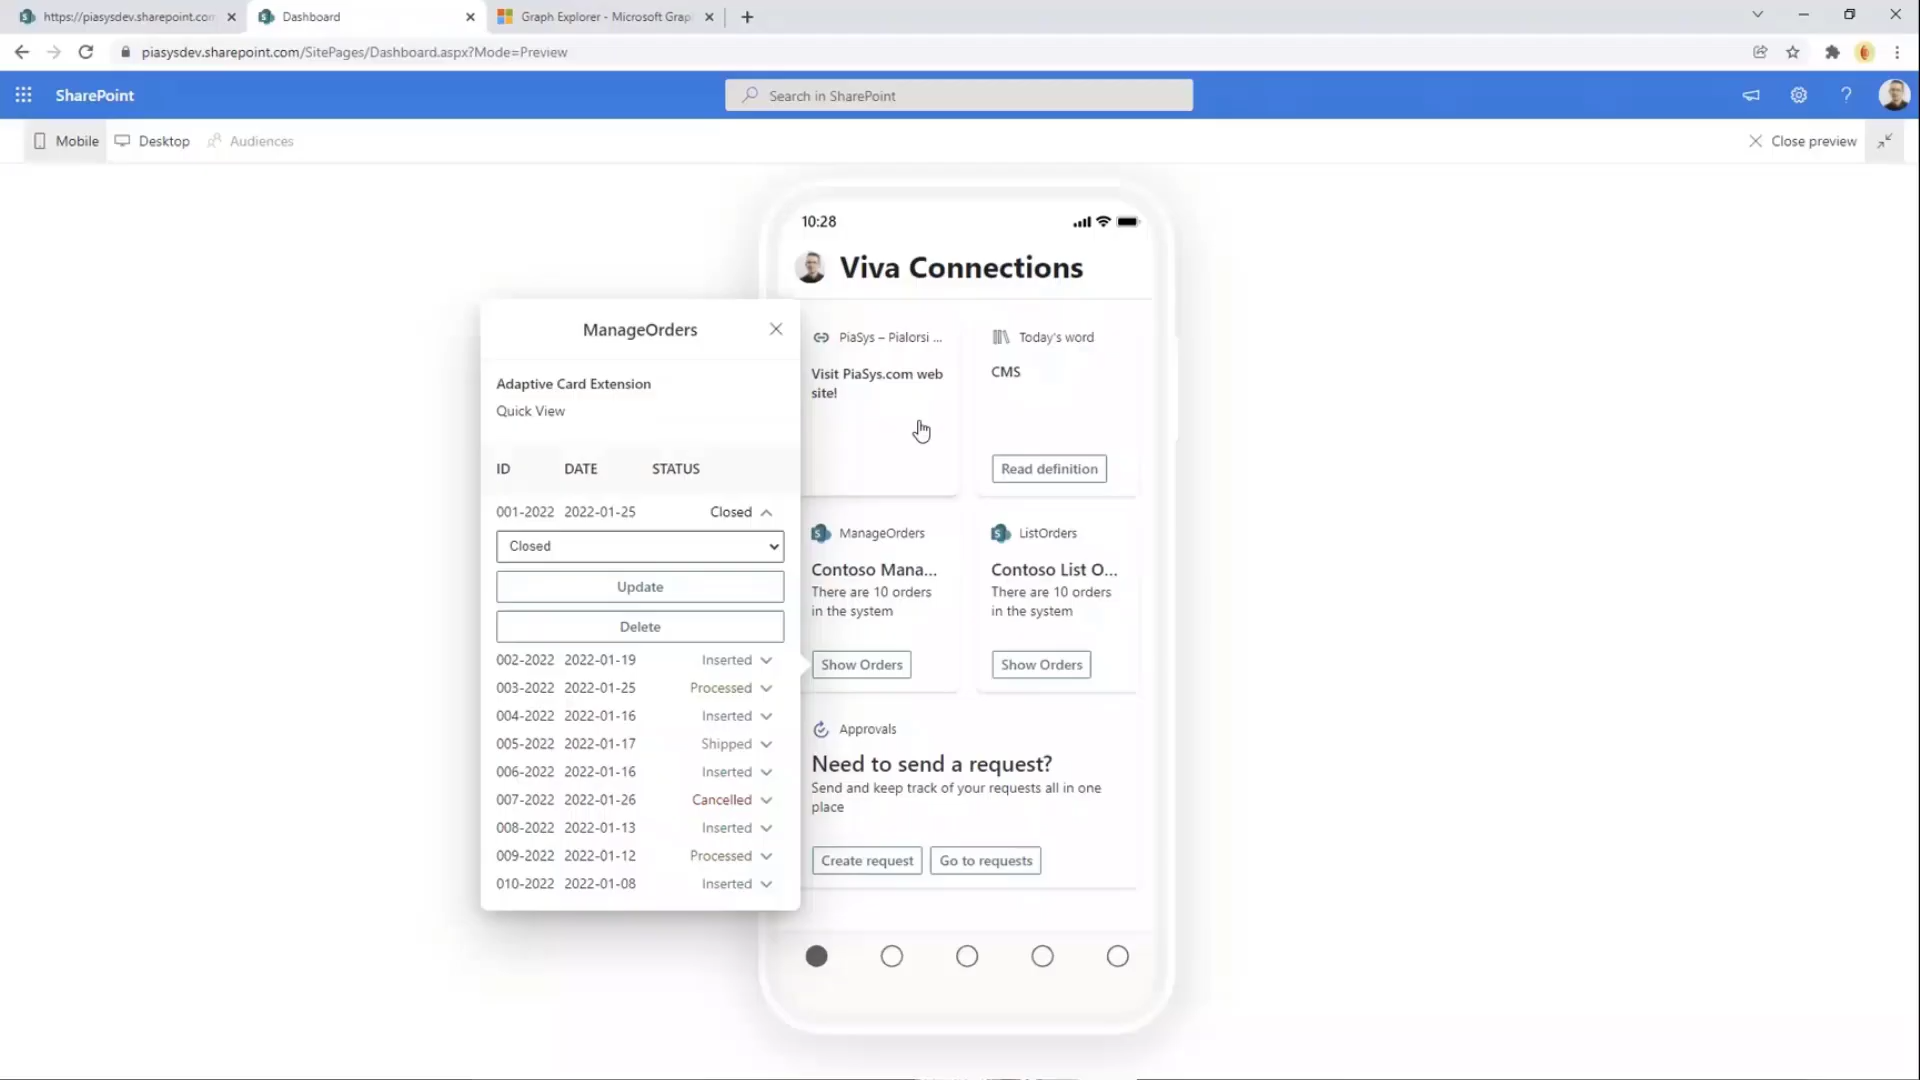 https://piasysdev.sharepoint.com
Dashboard
Graph Explorer - Microsoft Grap
piasysdev.sharepoint.com/SitePages/Dashboard.aspx?Mode=Preview
SharePoint
Search in SharePoint
Mobile
Desktop
Audiences
Close preview
10:28
Viva Connections
ManageOrders
Adaptive Card Extension
Quick View
ID DATE STATUS
001-2022 2022-01-25 Closed
Closed
Update
Delete
002-2022 2022-01-19 Inserted
003-2022 2022-01-25 Processed
004-2022 2022-01-16 Inserted
005-2022 2022-01-17 Shipped
006-2022 2022-01-16 Inserted
007-2022 2022-01-26 Cancelled
008-2022 2022-01-13 Inserted
009-2022 2022-01-12 Processed
010-2022 2022-01-08 Inserted
PiaSys – Pialorsi ...
Visit PiaSys.com web
site!
Today's word
CMS
Read definition
ManageOrders
Contoso Mana...
There are 10 orders
in the system
Show Orders
ListOrders
Contoso List O...
There are 10 orders
in the system
Show Orders
Approvals
Need to send a request?
Send and keep track of your requests all in one
place
Create request
Go to requests